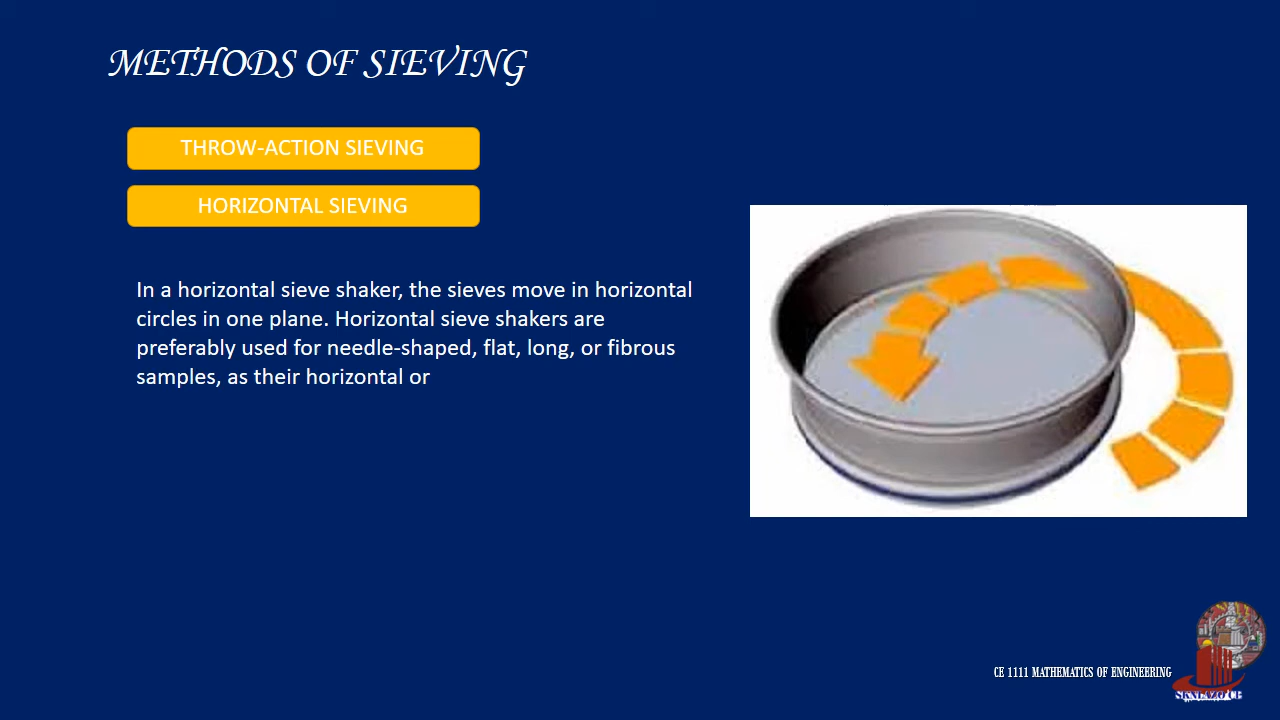 METHODS OF SIEVING
THROW-ACTION SIEVING
HORIZONTAL SIEVING
In a horizontal sieve shaker, the sieves move in horizontal
circles in one plane. Horizontal sieve shakers are
preferably used for needle-shaped, flat, long, or fibrous
samples, as their horizontal or
CE 1111 MATHEMATICS OF ENGINEERING